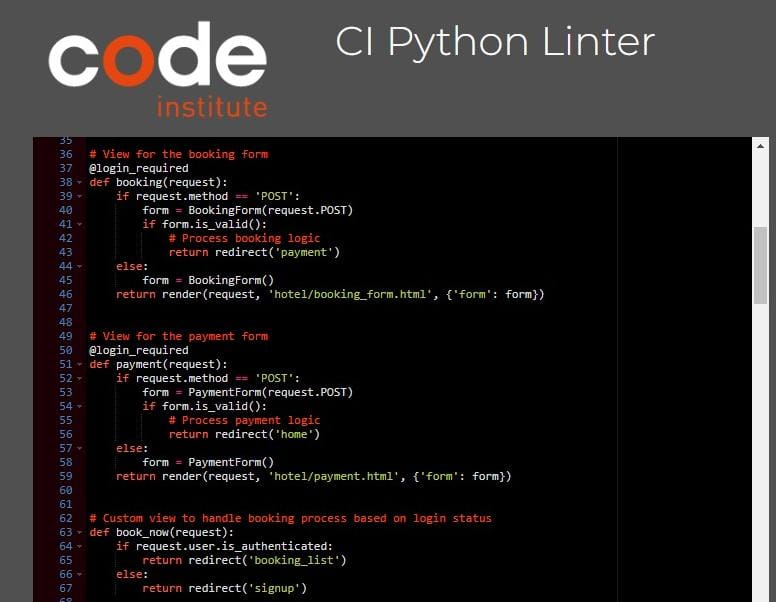 code
institute
CI Python Linter
35
36 # View for the booking form
37 @login_required
38 def booking(request):
39     if request.method == 'POST':
40         form = BookingForm(request.POST)
41         if form.is_valid():
42             # Process booking logic
43             return redirect('payment')
44     else:
45         form = BookingForm()
46     return render(request, 'hotel/booking_form.html', {'form': form})
47
48
49 # View for the payment form
50 @login_required
51 def payment(request):
52     if request.method == 'POST':
53         form = PaymentForm(request.POST)
54         if form.is_valid():
55             # Process payment logic
56             return redirect('home')
57     else:
58         form = PaymentForm()
59     return render(request, 'hotel/payment.html', {'form': form})
60
61
62 # Custom view to handle booking process based on login status
63 def book_now(request):
64     if request.user.is_authenticated:
65         return redirect('booking_list')
66     else:
67         return redirect('signup')
68